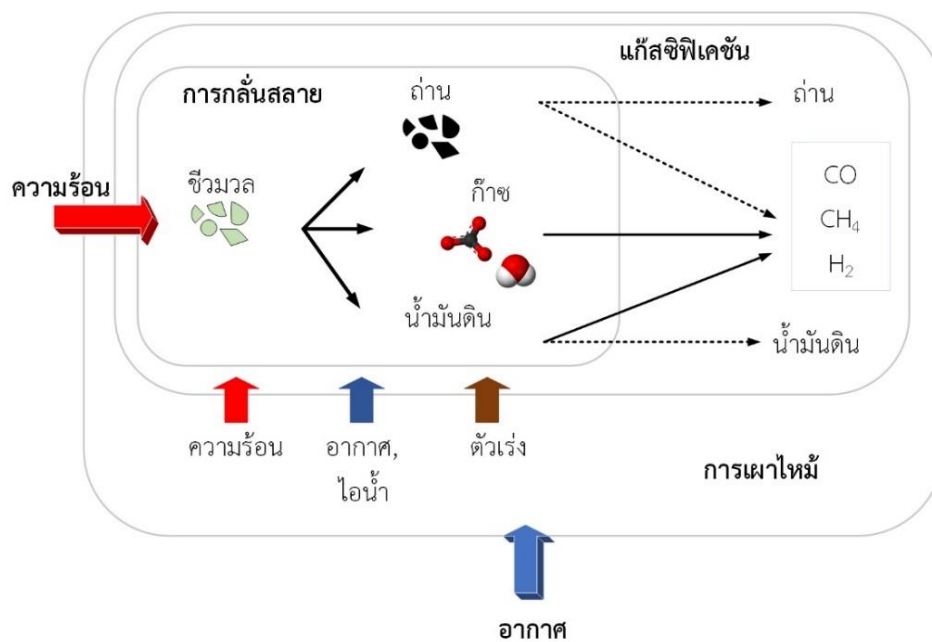 แก๊สซิฟิเคชัน
การกลั่นสลาย
ถ่าน
ถ่าน
ความร้อน
ชีวมวล
ก๊าซ
CO
CH₄
H₂
น้ำมันดิน
น้ำมันดิน
ความร้อน
อากาศ,
ไอน้ำ
ตัวเร่ง
การเผาไหม้
อากาศ